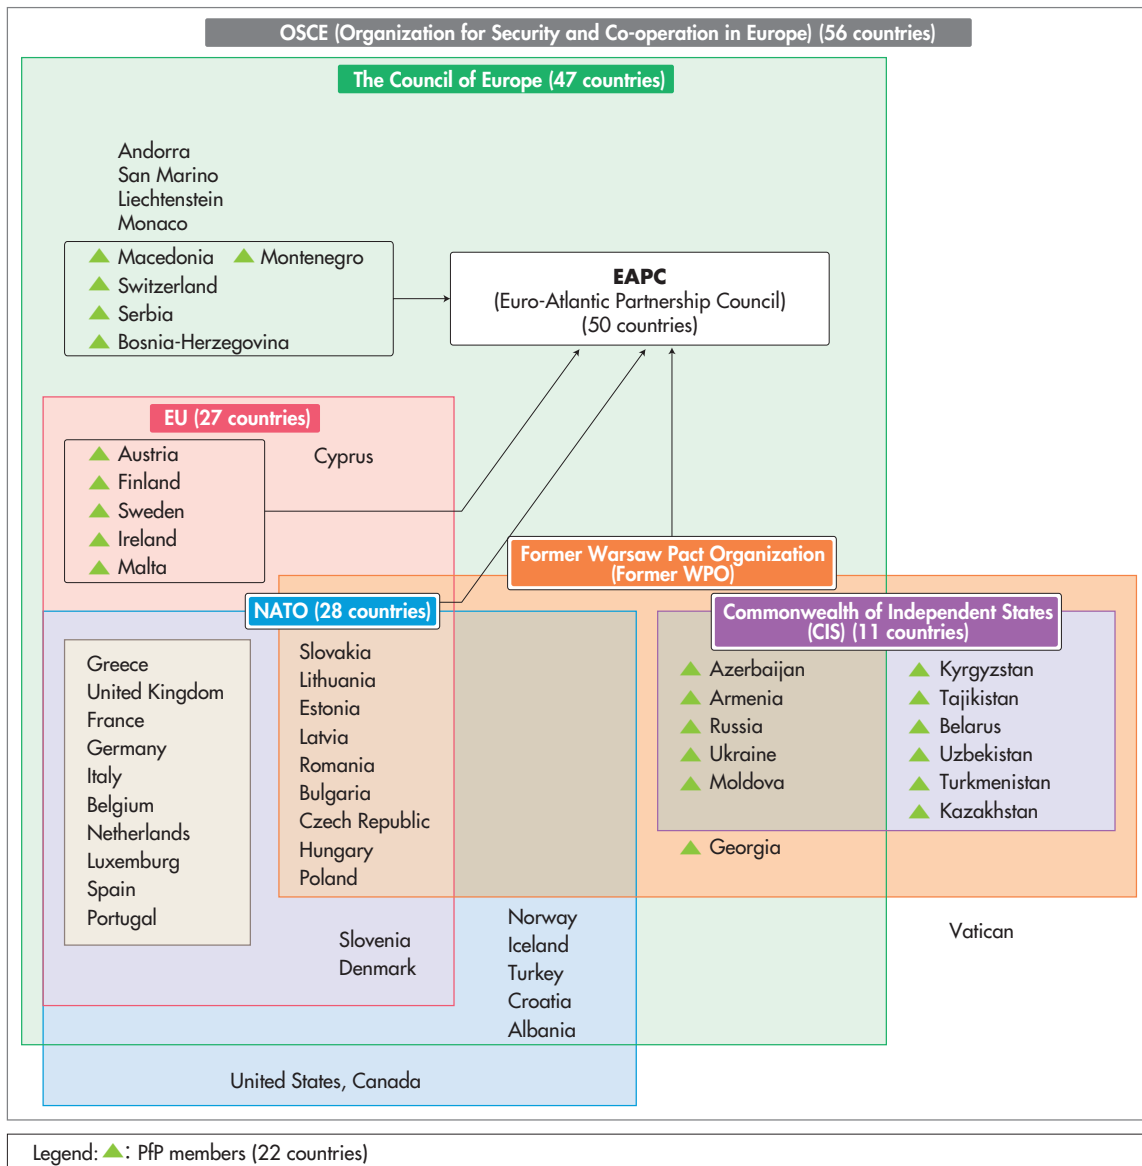 OSCE (Organization for Security and Co-operation in Europe) (56 countries)
The Council of Europe (47 countries)
Andorra
San Marino
Liechtenstein
Monaco
Macedonia Montenegro
Switzerland
Serbia
Bosnia-Herzegovina
EAPC
(Euro-Atlantic Partnership Council)
(50 countries)
EU (27 countries)
Austria
Finland
Sweden
Ireland
Malta
Cyprus
Former Warsaw Pact Organization
(Former WPO)
NATO (28 countries)
Commonwealth of Independent States
(CIS) (11 countries)
Greece
United Kingdom
France
Germany
Italy
Belgium
Netherlands
Luxemburg
Spain
Portugal
Slovakia
Lithuania
Estonia
Latvia
Romania
Bulgaria
Czech Republic
Hungary
Poland
Azerbaijan
Armenia
Russia
Ukraine
Moldova
Kyrgyzstan
Tajikistan
Belarus
Uzbekistan
Turkmenistan
Kazakhstan
Georgia
Slovenia
Denmark
Norway
Iceland
Turkey
Croatia
Albania
Vatican
United States, Canada
Legend: : PfP members (22 countries)